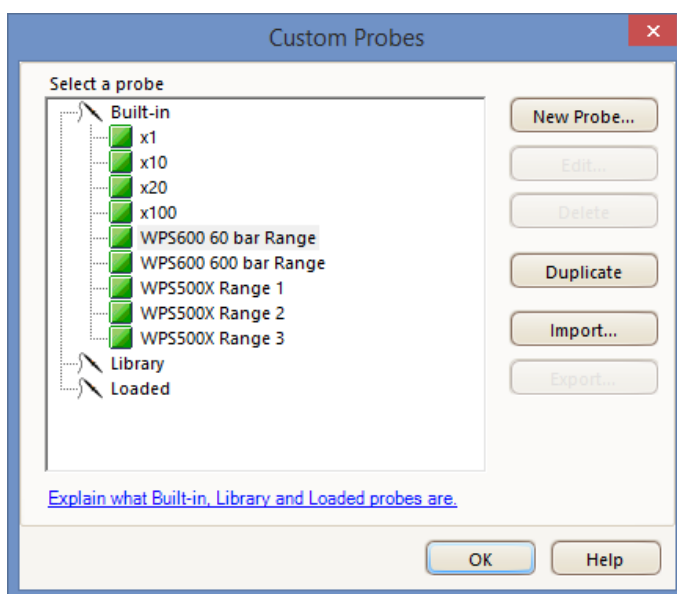 Custom Probes
Select a probe
Built-in
x1
x10
x20
x100
WPS600 60 bar Range
WPS600 600 bar Range
WPS500X Range 1
WPS500X Range 2
WPS500X Range 3
Library
Loaded
New Probe...
Edit...
Delete
Duplicate
Import...
Export...
Explain what Built-in, Library and Loaded probes are.
OK
Help